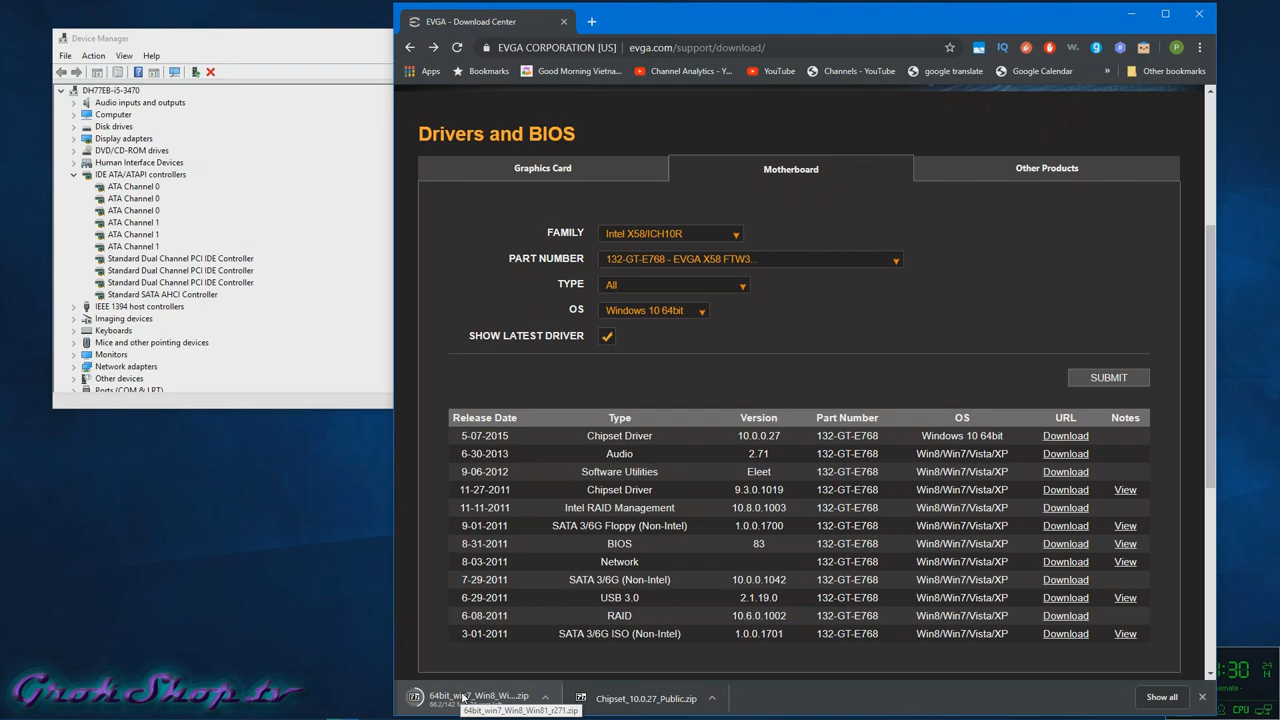 Device Manager
File Action View Help
DH77EB-i5-3470
Audio inputs and outputs
Computer
Disk drives
Display adapters
DVD/CD-ROM drives
Human Interface Devices
IDE ATA/ATAPI controllers
ATA Channel 0
ATA Channel 0
ATA Channel 0
ATA Channel 1
ATA Channel 1
ATA Channel 1
Standard Dual Channel PCI IDE Controller
Standard Dual Channel PCI IDE Controller
Standard Dual Channel PCI IDE Controller
Standard SATA AHCI Controller
IEEE 1394 host controllers
Imaging devices
Keyboards
Mice and other pointing devices
Monitors
Network adapters
Other devices
Ports (COM & LPT)
EVGA - Download Center
EVGA CORPORATION [US] evga.com/support/download/
Apps Bookmarks Good Morning Vietna... Channel Analytics - Y... YouTube Channels - YouTube google translate Google Calendar » Other bookmarks
Drivers and BIOS
Graphics Card Motherboard Other Products
FAMILY Intel X58/ICH10R
PART NUMBER 132-GT-E768 - EVGA X58 FTW3...
TYPE All
OS Windows 10 64bit
SHOW LATEST DRIVER
SUBMIT
Release Date Type Version Part Number OS URL Notes
5-07-2015 Chipset Driver 10.0.0.27 132-GT-E768 Windows 10 64bit Download
6-30-2013 Audio 2.71 132-GT-E768 Win8/Win7/Vista/XP Download
9-06-2012 Software Utilities Eleet 132-GT-E768 Win8/Win7/Vista/XP Download
11-27-2011 Chipset Driver 9.3.0.1019 132-GT-E768 Win8/Win7/Vista/XP Download View
11-11-2011 Intel RAID Management 10.8.0.1003 132-GT-E768 Win8/Win7/Vista/XP Download
9-01-2011 SATA 3/6G Floppy (Non-Intel) 1.0.0.1700 132-GT-E768 Win8/Win7/Vista/XP Download View
8-31-2011 BIOS 83 132-GT-E768 Win8/Win7/Vista/XP Download View
8-03-2011 Network 132-GT-E768 Win8/Win7/Vista/XP Download View
7-29-2011 SATA 3/6G (Non-Intel) 10.0.0.1042 132-GT-E768 Win8/Win7/Vista/XP Download
6-29-2011 USB 3.0 2.1.19.0 132-GT-E768 Win8/Win7/Vista/XP Download View
6-08-2011 RAID 10.6.0.1002 132-GT-E768 Win8/Win7/Vista/XP Download
3-01-2011 SATA 3/6G ISO (Non-Intel) 1.0.0.1701 132-GT-E768 Win8/Win7/Vista/XP Download View
64bit_win7_Win8_Wi....zip
66.2/142
64bit_win7_Win8_Win81_r271.zip
Chipset_10.0.27_Public.zip
Show all
GrokShop tv
1:30
CPU